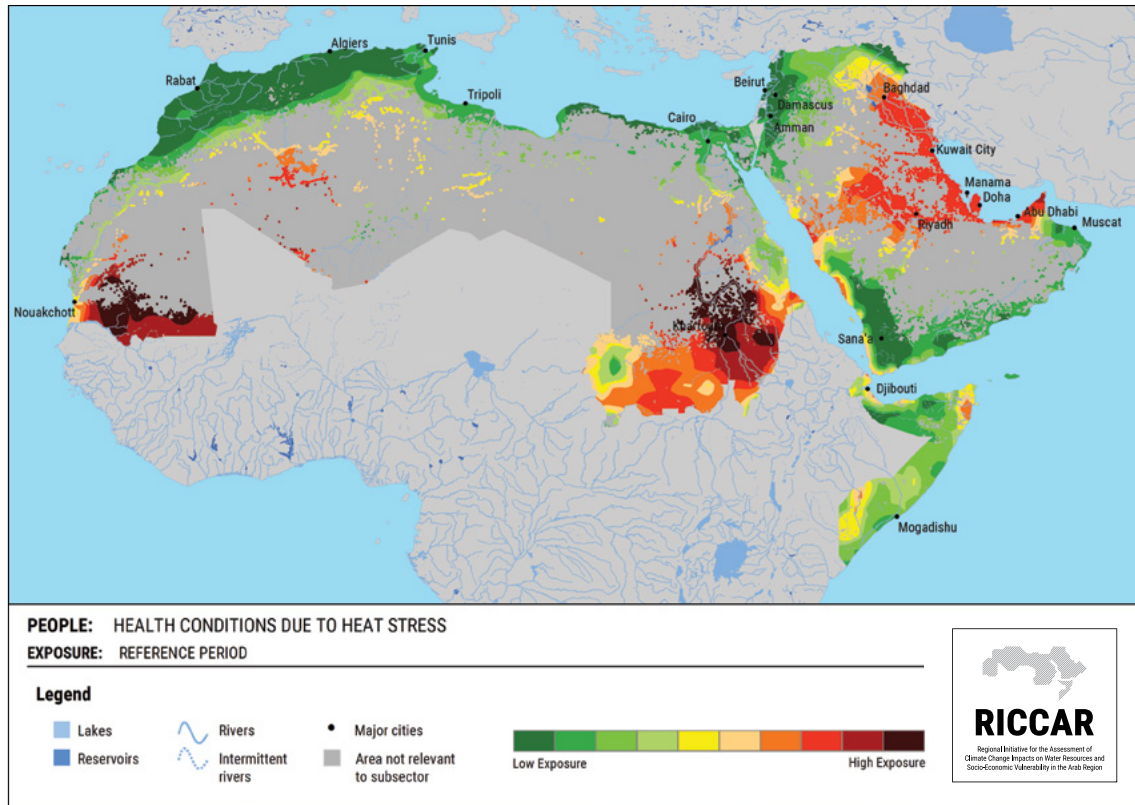 Algiers
Tunis
Rabat
Tripoli
Beirut
Baghdad
Damascus
Cairo
Amman
Kuwait City
Manama
Doha
Riyadh
Abu Dhabi
Muscat
Nouakchott
Sana'a
Djibouti
Mogadishu
PEOPLE: HEALTH CONDITIONS DUE TO HEAT STRESS
EXPOSURE: REFERENCE PERIOD
Legend
Lakes
Reservoirs
Rivers
Intermittent
rivers
Major cities
Area not relevant
to subsector
Low Exposure
High Exposure
RICCAR
Regional Initiative for the Assessment of
Climate Change Impacts on Water Resources and
Socio-Economic Vulnerability in the Arab Region